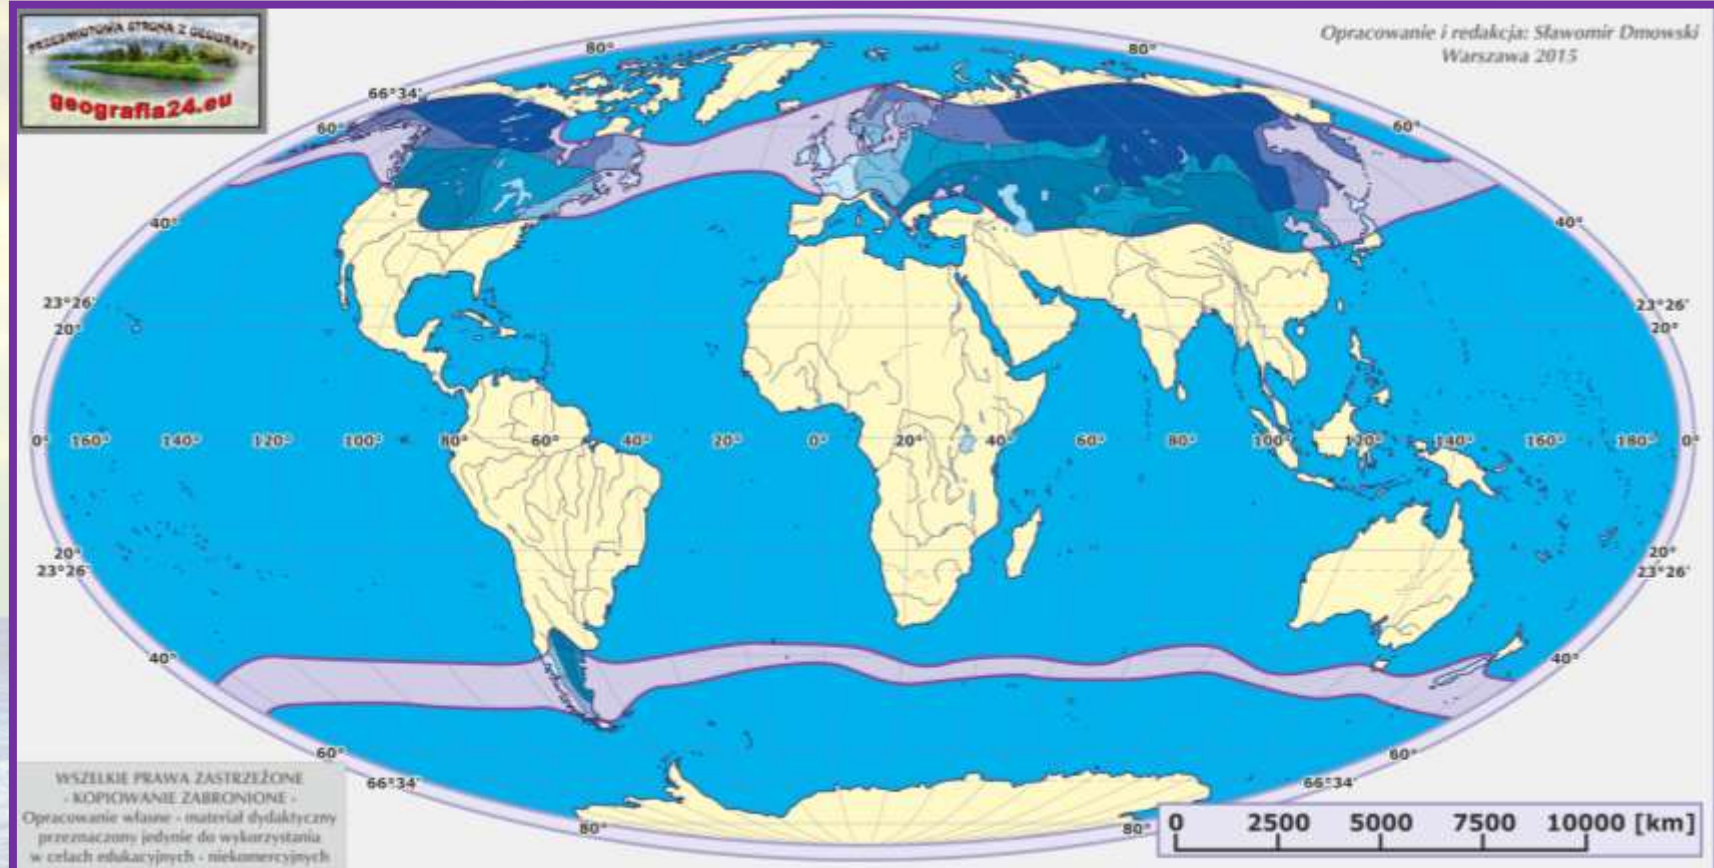 PRZEDMIOTOWA STRONA Z GEOGRAFII
geografia24.eu
Opracowanie i redakcja: Sławomir Dmowski
Warszawa 2015
80° 80°
66°34'
60° 60°
40° 40°
23°26' 23°26'
20° 20°
0° 160° 140° 120° 100° 80° 60° 40° 20° 0° 20° 40° 60° 80° 100° 120° 140° 160° 180° 0°
20° 20°
23°26' 23°26'
40° 40°
60° 60°
66°34' 66°34'
80° 80°
WSZELKIE PRAWA ZASTRZEŻONE
- KOPIOWANIE ZABRONIONE -
Opracowanie własne - materiał dydaktyczny
przeznaczony jedynie do wykorzystania
w celach edukacyjnych - niekomercyjnych
0 2500 5000 7500 10000 [km]